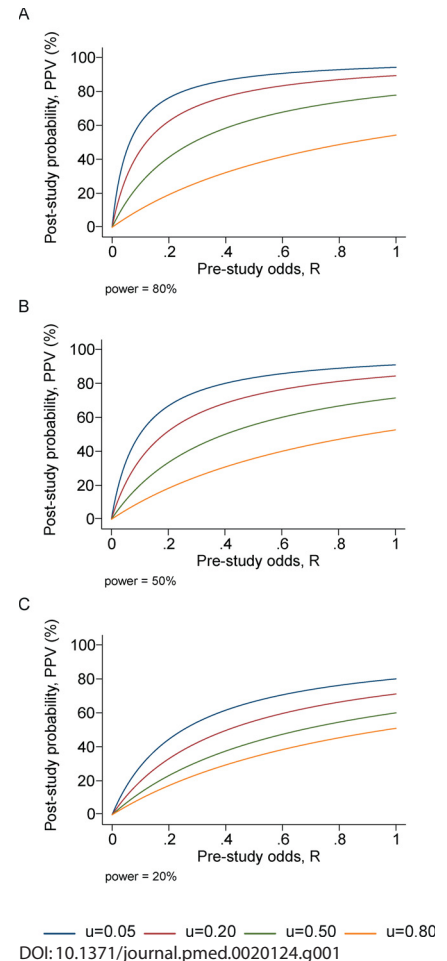 A
Post-study probability, PPV (%)
100
80
60
40
20
0
0 .2 .4 .6 .8 1
Pre-study odds, R
power = 80%
B
Post-study probability, PPV (%)
100
80
60
40
20
0
0 .2 .4 .6 .8 1
Pre-study odds, R
power = 50%
C
Post-study probability, PPV (%)
100
80
60
40
20
0
0 .2 .4 .6 .8 1
Pre-study odds, R
power = 20%
u=0.05 u=0.20 u=0.50 u=0.80
DOI: 10.1371/journal.pmed.0020124.g001